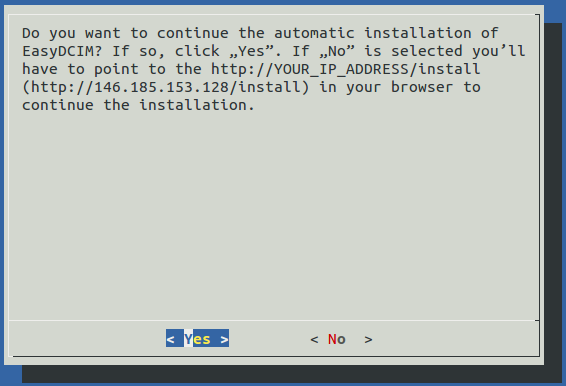 Do you want to continue the automatic installation of
EasyDCIM? If so, click „Yes”. If „No” is selected you’ll
have to point to the http://YOUR_IP_ADDRESS/install
(http://146.185.153.128/install) in your browser to
continue the installation.
< Yes > < No >